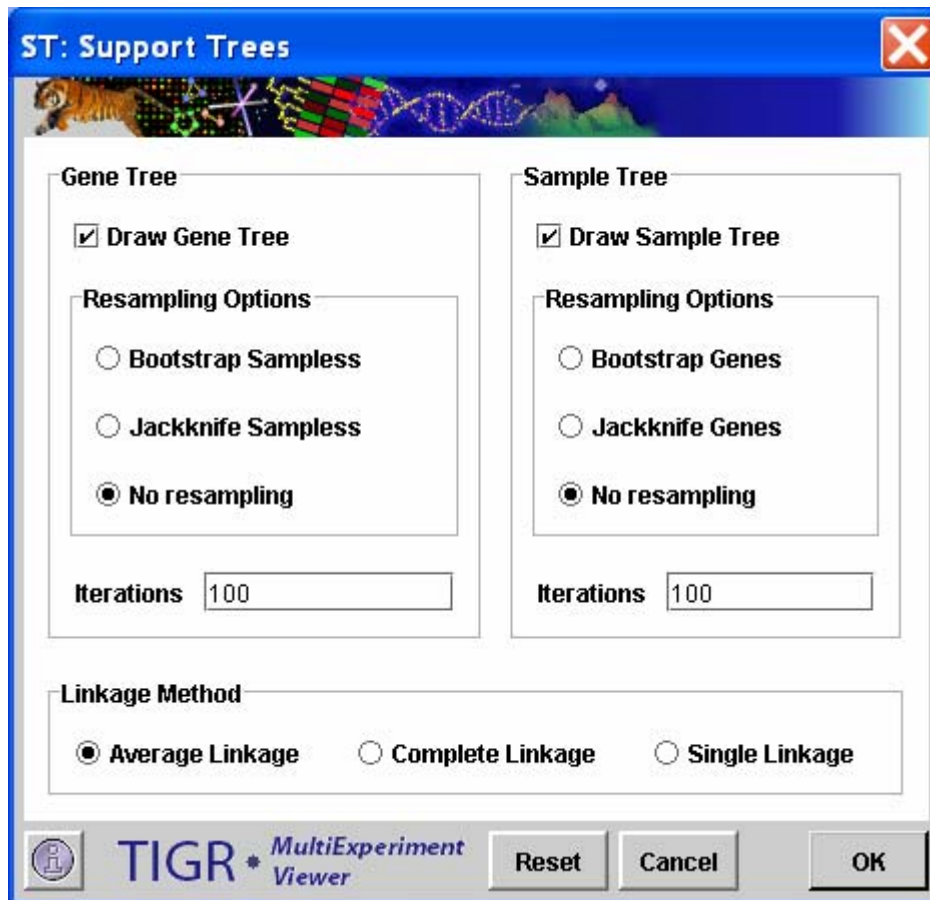 ST: Support Trees
Gene Tree
Draw Gene Tree
Resampling Options
Bootstrap Sampless
Jackknife Sampless
No resampling
Iterations 100
Sample Tree
Draw Sample Tree
Resampling Options
Bootstrap Genes
Jackknife Genes
No resampling
Iterations 100
Linkage Method
Average Linkage Complete Linkage Single Linkage
TIGR MultiExperiment
Viewer
Reset Cancel OK